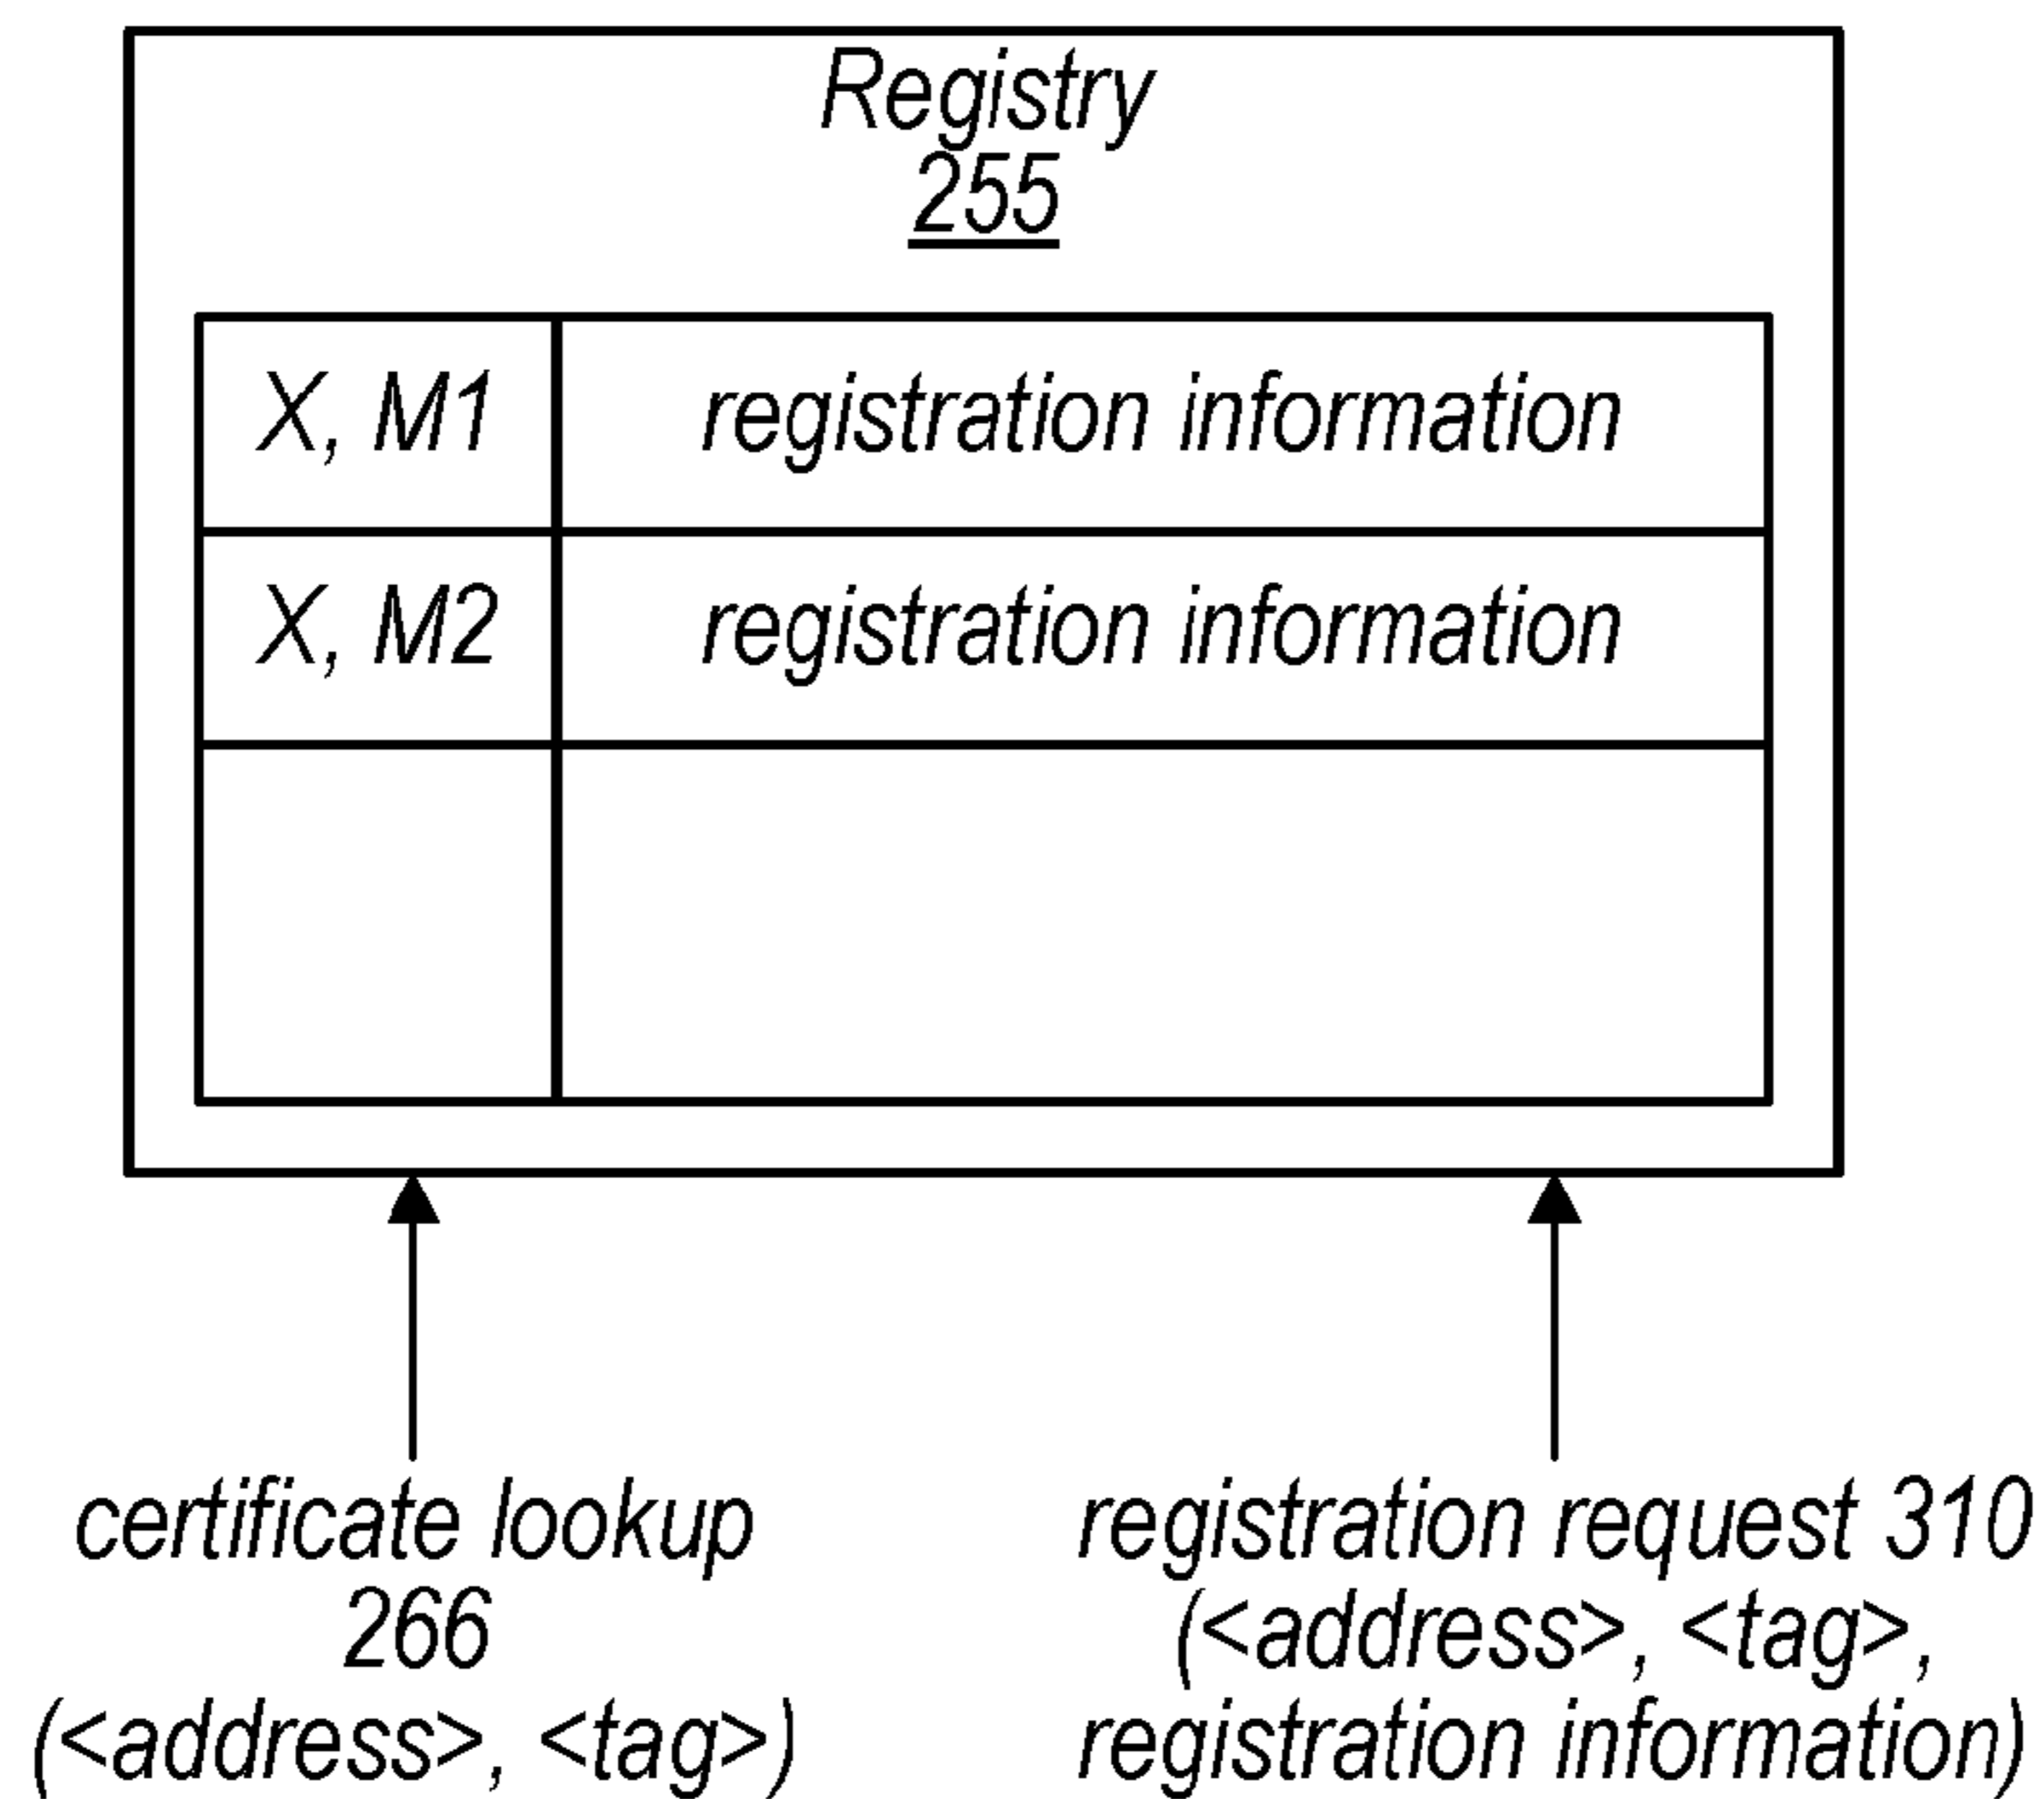 Registry
255
X, M1 registration information
X, M2 registration information
certificate lookup
266
(<address>, <tag>)
registration request 310
(<address>, <tag>,
registration information)